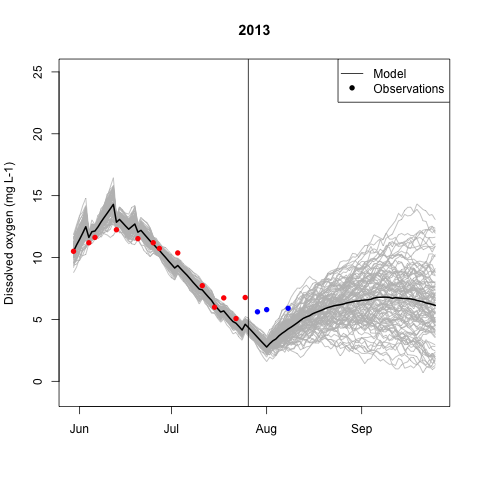 2013
Model
Observations
Dissolved oxygen (mg L-1)
25
20
15
10
5
0
Jun
Jul
Aug
Sep